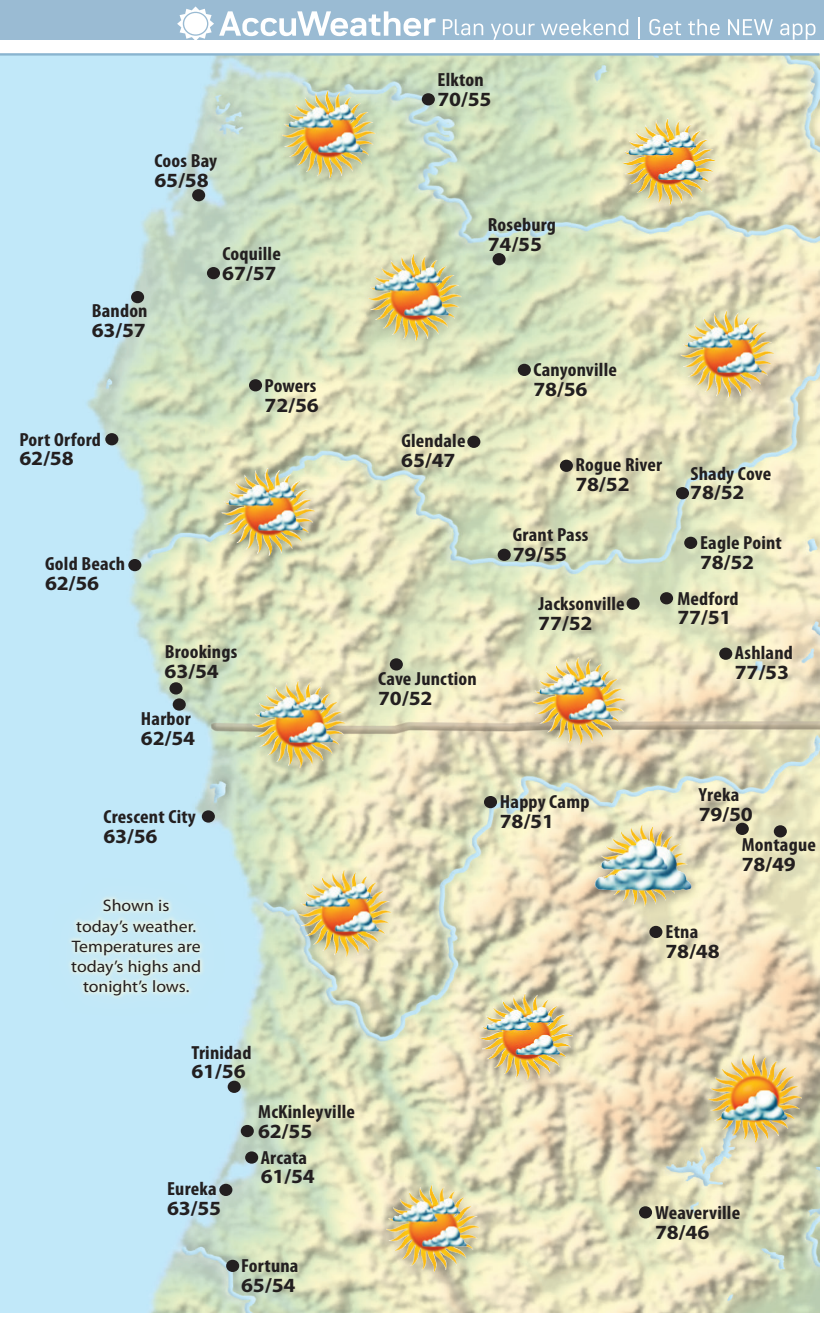 AccuWeather Plan your weekend | Get the NEW app
Elkton
70/55
Coos Bay
65/58
Roseburg
74/55
Coquille
67/57
Bandon
63/57
Canyonville
78/56
Powers
72/56
Port Orford
62/58
Glendale
65/47
Rogue River
78/52
Shady Cove
78/52
Grant Pass
79/55
Eagle Point
78/52
Gold Beach
62/56
Jacksonville
77/52
Medford
77/51
Brookings
63/54
Ashland
77/53
Cave Junction
70/52
Harbor
62/54
Happy Camp
78/51
Yreka
79/50
Crescent City
63/56
Montague
78/49
Shown is
today's weather.
Temperatures are
today's highs and
tonight's lows.
Etna
78/48
Trinidad
61/56
McKinleyville
62/55
Arcata
61/54
Eureka
63/55
Weaverville
78/46
Fortuna
65/54